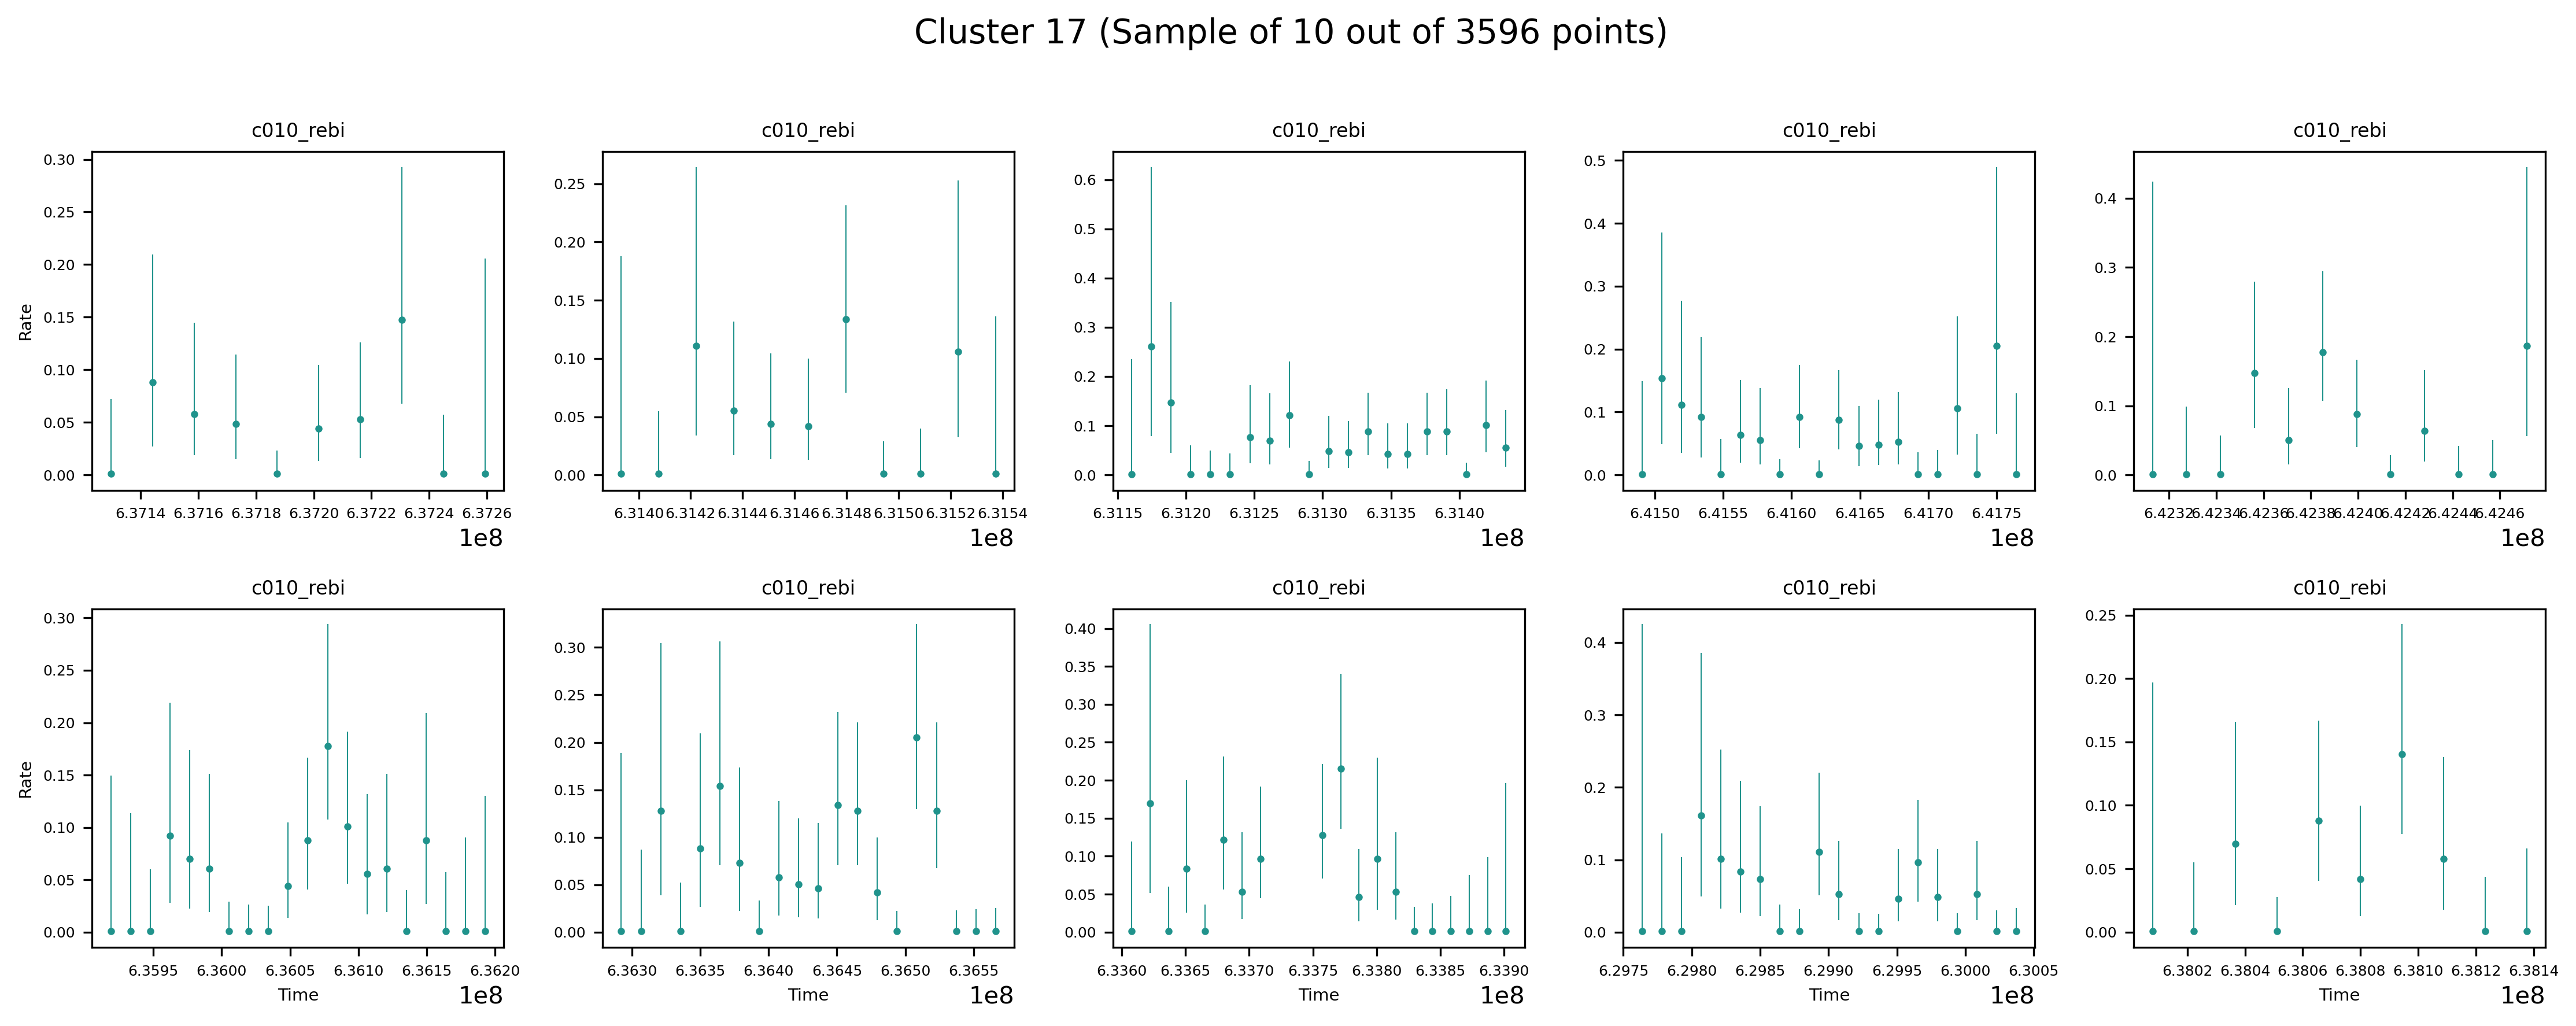 Cluster 17 (Sample of 10 out of 3596 points)
c010_rebi c010_rebi c010_rebi c010_rebi c010_rebi
0.30 0.25 0.20 0.15 0.10 0.05 0.00
Rate
6.3714 6.3716 6.3718 6.3720 6.3722 6.3724 6.3726
1e8
0.25 0.20 0.15 0.10 0.05 0.00
6.3140 6.3142 6.3144 6.3146 6.3148 6.3150 6.3152 6.3154
1e8
0.6 0.5 0.4 0.3 0.2 0.1 0.0
6.3115 6.3120 6.3125 6.3130 6.3135 6.3140
1e8
0.5 0.4 0.3 0.2 0.1 0.0
6.4150 6.4155 6.4160 6.4165 6.4170 6.4175
1e8
0.4 0.3 0.2 0.1 0.0
6.4232 6.4234 6.4236 6.4238 6.4240 6.4242 6.4244 6.4246
1e8
c010_rebi c010_rebi c010_rebi c010_rebi c010_rebi
0.30 0.25 0.20 0.15 0.10 0.05 0.00
Rate
6.3595 6.3600 6.3605 6.3610 6.3615 6.3620
Time
1e8
0.30 0.25 0.20 0.15 0.10 0.05 0.00
6.3630 6.3635 6.3640 6.3645 6.3650 6.3655
Time
1e8
0.40 0.35 0.30 0.25 0.20 0.15 0.10 0.05 0.00
6.3360 6.3365 6.3370 6.3375 6.3380 6.3385 6.3390
Time
1e8
0.4 0.3 0.2 0.1 0.0
6.2975 6.2980 6.2985 6.2990 6.2995 6.3000 6.3005
Time
1e8
0.25 0.20 0.15 0.10 0.05 0.00
6.3802 6.3804 6.3806 6.3808 6.3810 6.3812 6.3814
Time
1e8